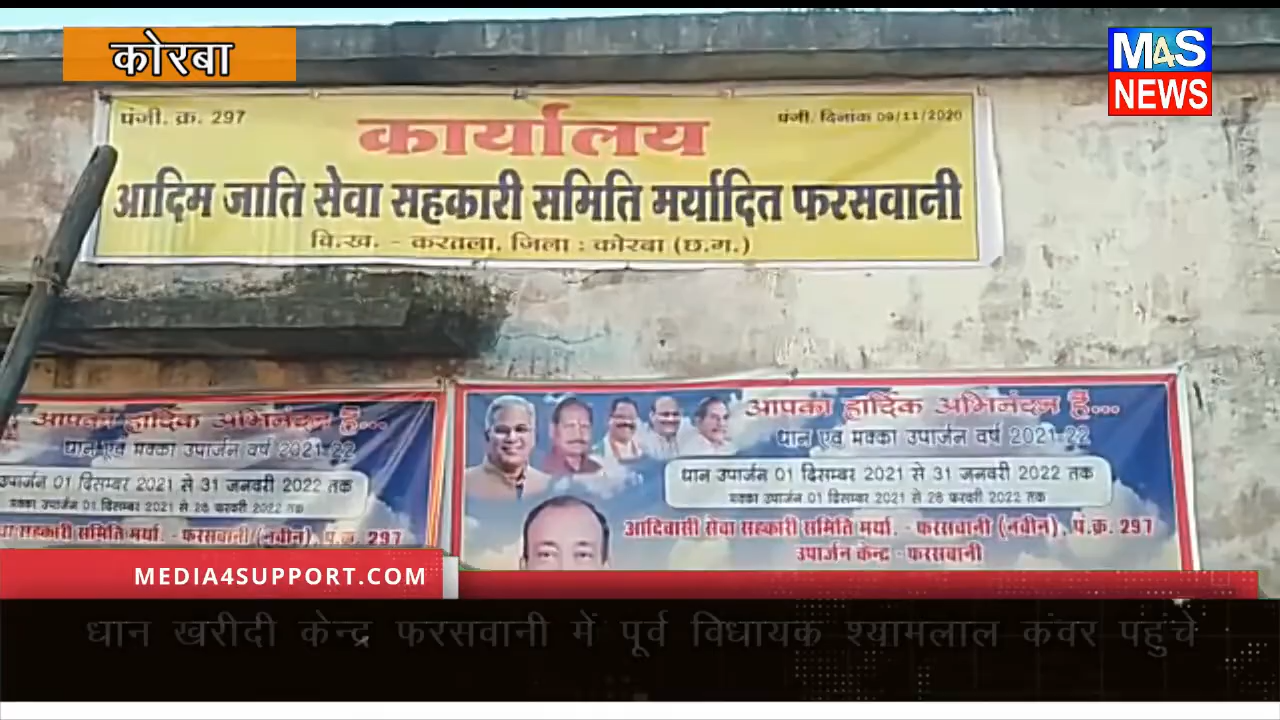 कोरबा
M4S
NEWS
पंजी. क्र. 297
पंजी. दिनांक 09/11/2020
कार्यालय
आदिम जाति सेवा सहकारी समिति मर्यादित फरसवानी
वि.ख. - करतला, जिला : कोरबा (छ.ग.)
आपका हार्दिक अभिनंदन है...
धान एवं मक्का उपार्जन वर्ष 2021-22
उपार्जन 01 दिसम्बर 2021 से 31 जनवरी 2022 तक
मक्का उपार्जन 01 दिसम्बर 2021 से 28 फरवरी 2022 तक
सहकारी समिति मर्या. - फरसवानी (नवीन), पं.क्र. 297
आपका हार्दिक अभिनंदन है...
धान एवं मक्का उपार्जन वर्ष 2021-22
धान उपार्जन 01 दिसम्बर 2021 से 31 जनवरी 2022 तक
मक्का उपार्जन 01 दिसम्बर 2021 से 28 फरवरी 2022 तक
आदिवासी सेवा सहकारी समिति मर्या. - फरसवानी (नवीन), पं.क्र. 297
उपार्जन केन्द्र - फरसवानी
MEDIA4SUPPORT.COM
धान खरीदी केन्द्र फरसवानी में पूर्व विधायक श्यामलाल कंवर पहुंचे